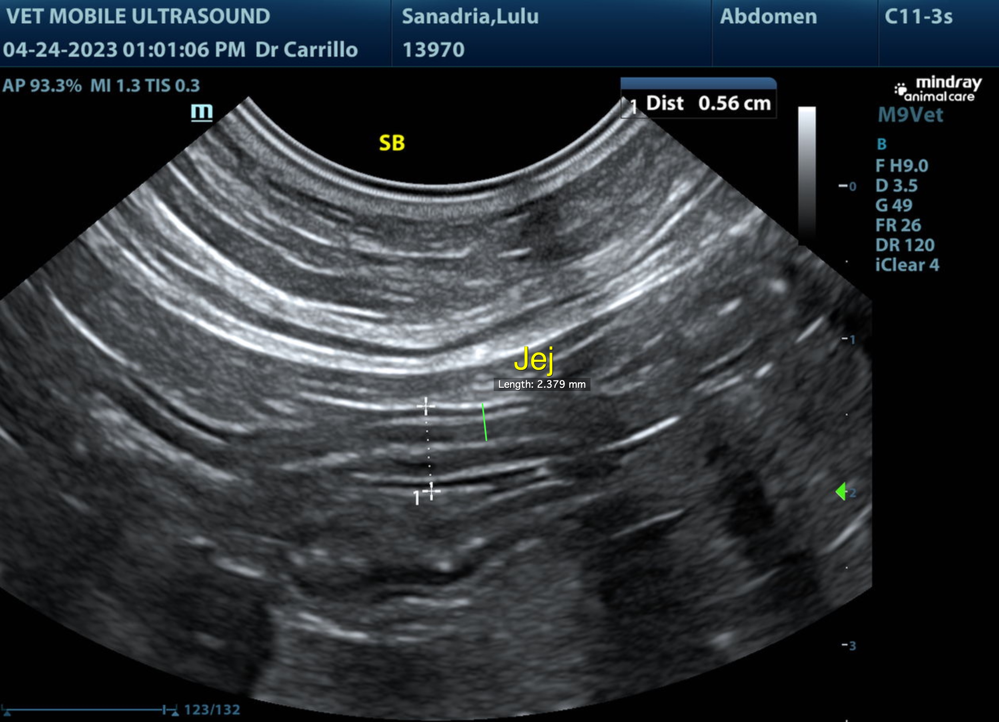 VET MOBILE ULTRASOUND
04-24-2023 01:01:06 PM Dr Carrillo
Sanadria,Lulu
13970
Abdomen
C11-3s
AP 93.3% MI 1.3 TIS 0.3
m
SB
1 Dist 0.56 cm
mindray
animal care
M9Vet
B
F H9.0
D 3.5
G 49
FR 26
DR 120
iClear 4
0
1
2
3
Jej
Length: 2.379 mm
1
123/132